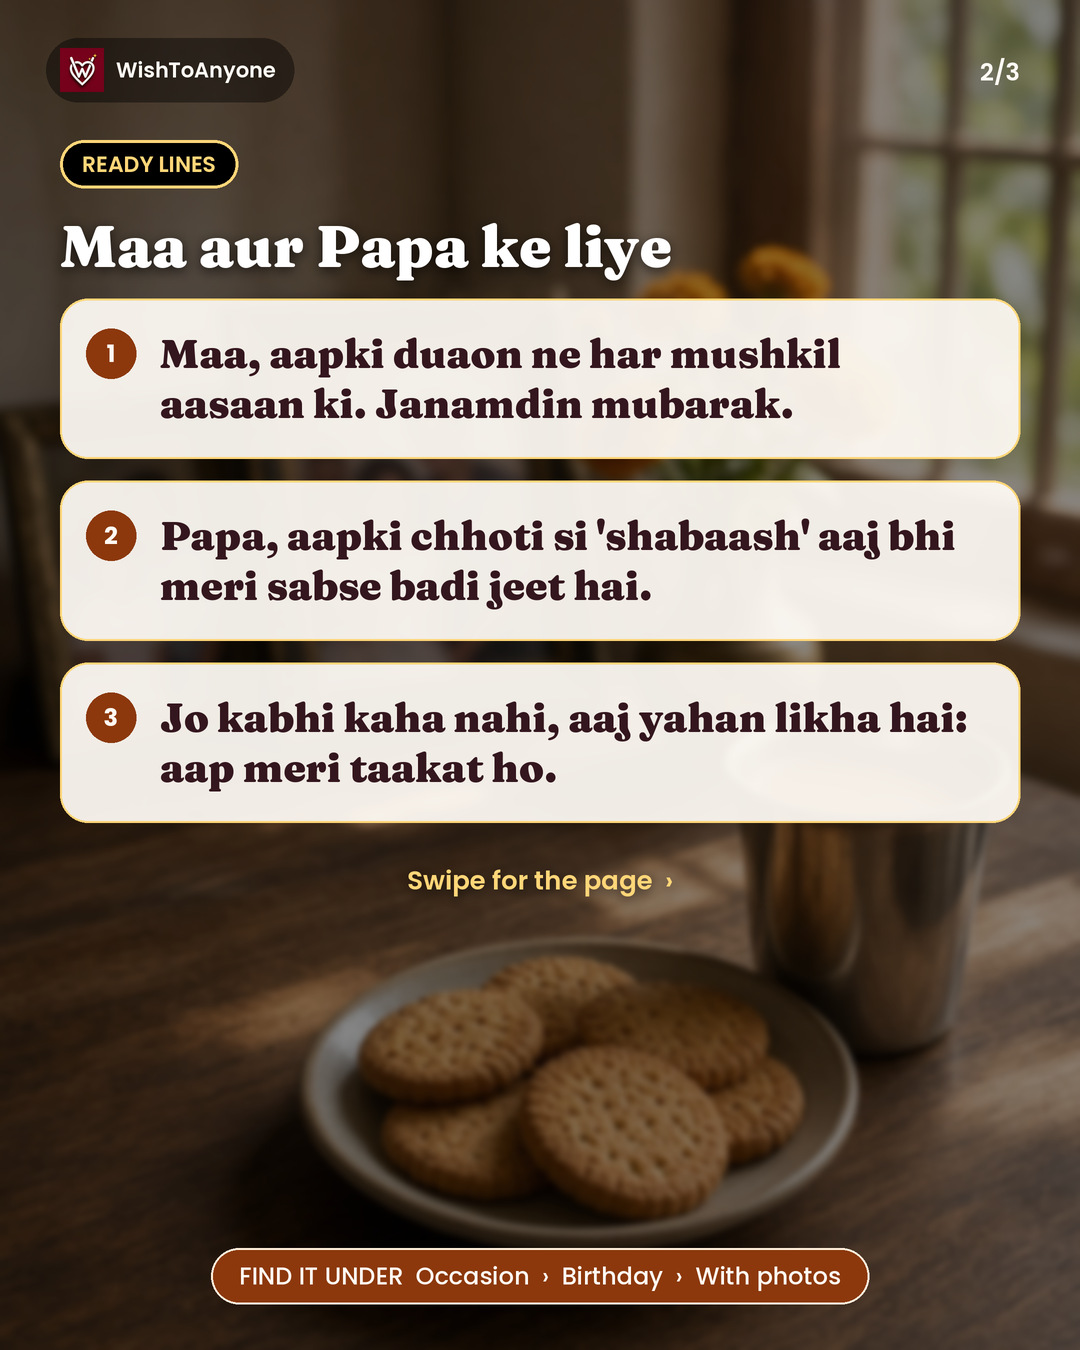 WishToAnyone
2/3
READY LINES
Maa aur Papa ke liye
1
Maa, aapki duaon ne har mushkil
aasaan ki. Janamdin mubarak.
2
Papa, aapki chhoti si 'shabaash' aaj bhi
meri sabse badi jeet hai.
3
Jo kabhi kaha nahi, aaj yahan likha hai:
aap meri taakat ho.
Swipe for the page ›
FIND IT UNDER Occasion › Birthday › With photos